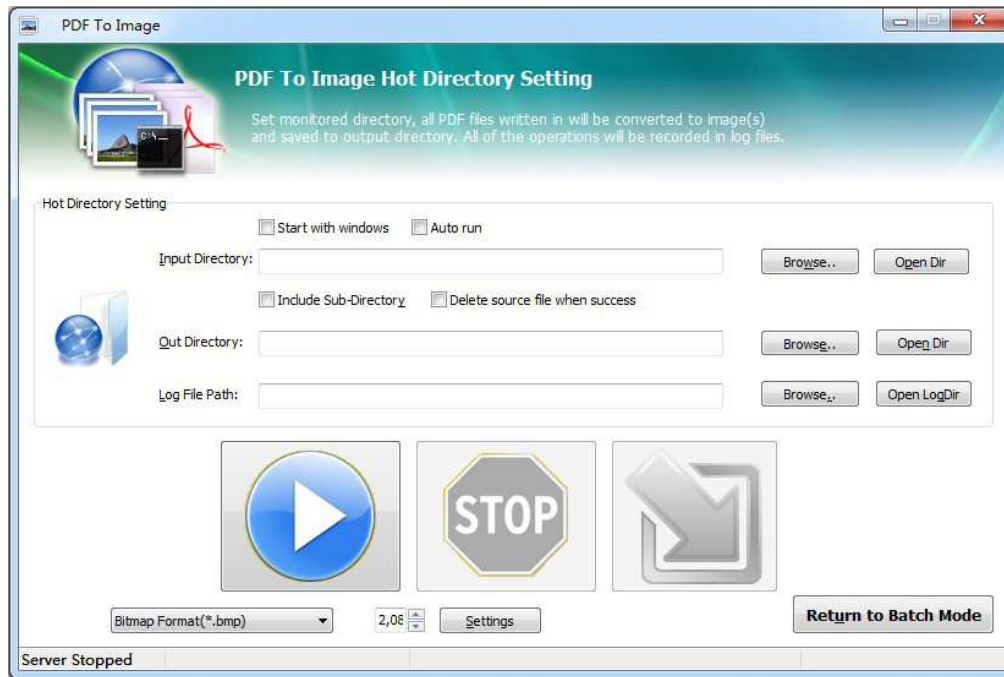 PDF To Image
PDF To Image Hot Directory Setting
Set monitored directory, all PDF files written in will be converted to image(s)
and saved to output directory. All of the operations will be recorded in log files.
C:\_
Hot Directory Setting
Start with windows Auto run
Input Directory: Browse.. Open Dir
Include Sub-Directory Delete source file when success
Out Directory: Browse.. Open Dir
Log File Path: Browse.. Open LogDir
STOP
Bitmap Format(*.bmp) 2,08 Settings Return to Batch Mode
Server Stopped